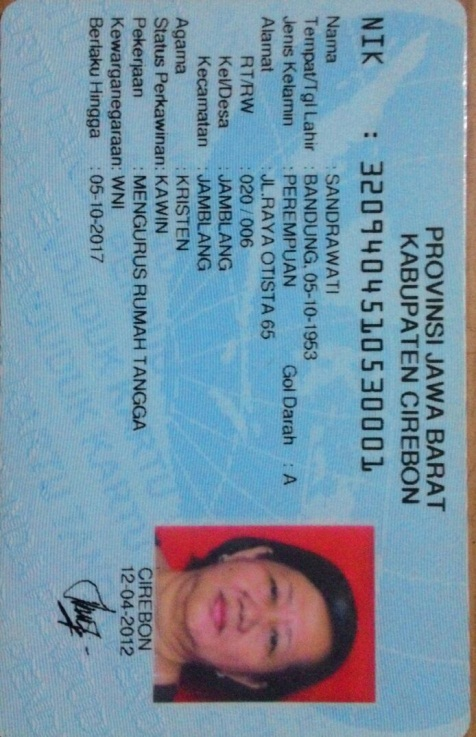 PROVINSI JAWA BARAT
KABUPATEN CIREBON
NIK : 3209404510530001
Nama : SANDRAWATI
Tempat/Tgl Lahir : BANDUNG, 05-10-1953
Jenis Kelamin : PEREMPUAN Gol Darah : A
Alamat : JL.RAYA OTISTA 65
RT/RW : 020 / 006
Kel/Desa : JAMBLANG
Kecamatan : JAMBLANG
Agama : KRISTEN
Status Perkawinan: KAWIN
Pekerjaan : MENGURUS RUMAH TANGGA
Kewarganegaraan: WNI
Berlaku Hingga : 05-10-2017
CIREBON
12-04-2012